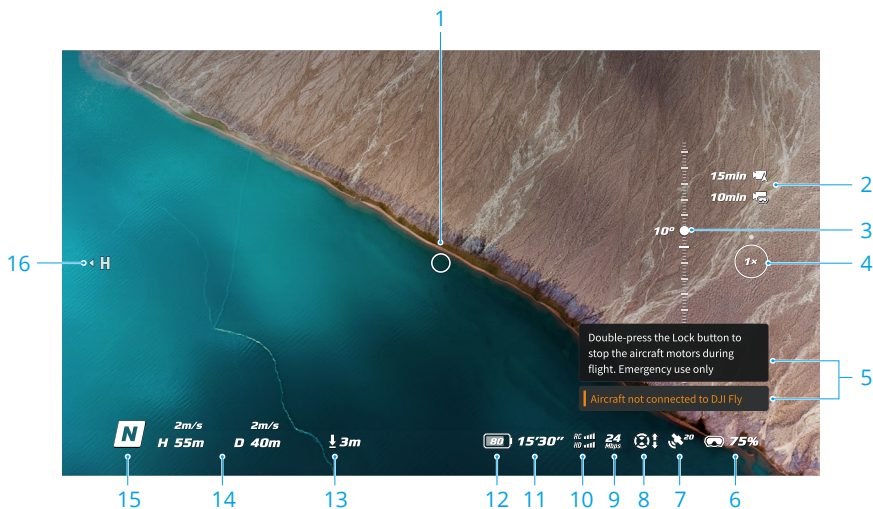 1
15min
10min
2
10°
3
1×
4
16
H
Double-press the Lock button to
stop the aircraft motors during
flight. Emergency use only
5
Aircraft not connected to DJI Fly
N
2m/s
2m/s
H 55m
D 40m
3m
80
15'30"
RC
HD
24
Mbps
20
75%
15
14
13
12
11
10
9
8
7
6